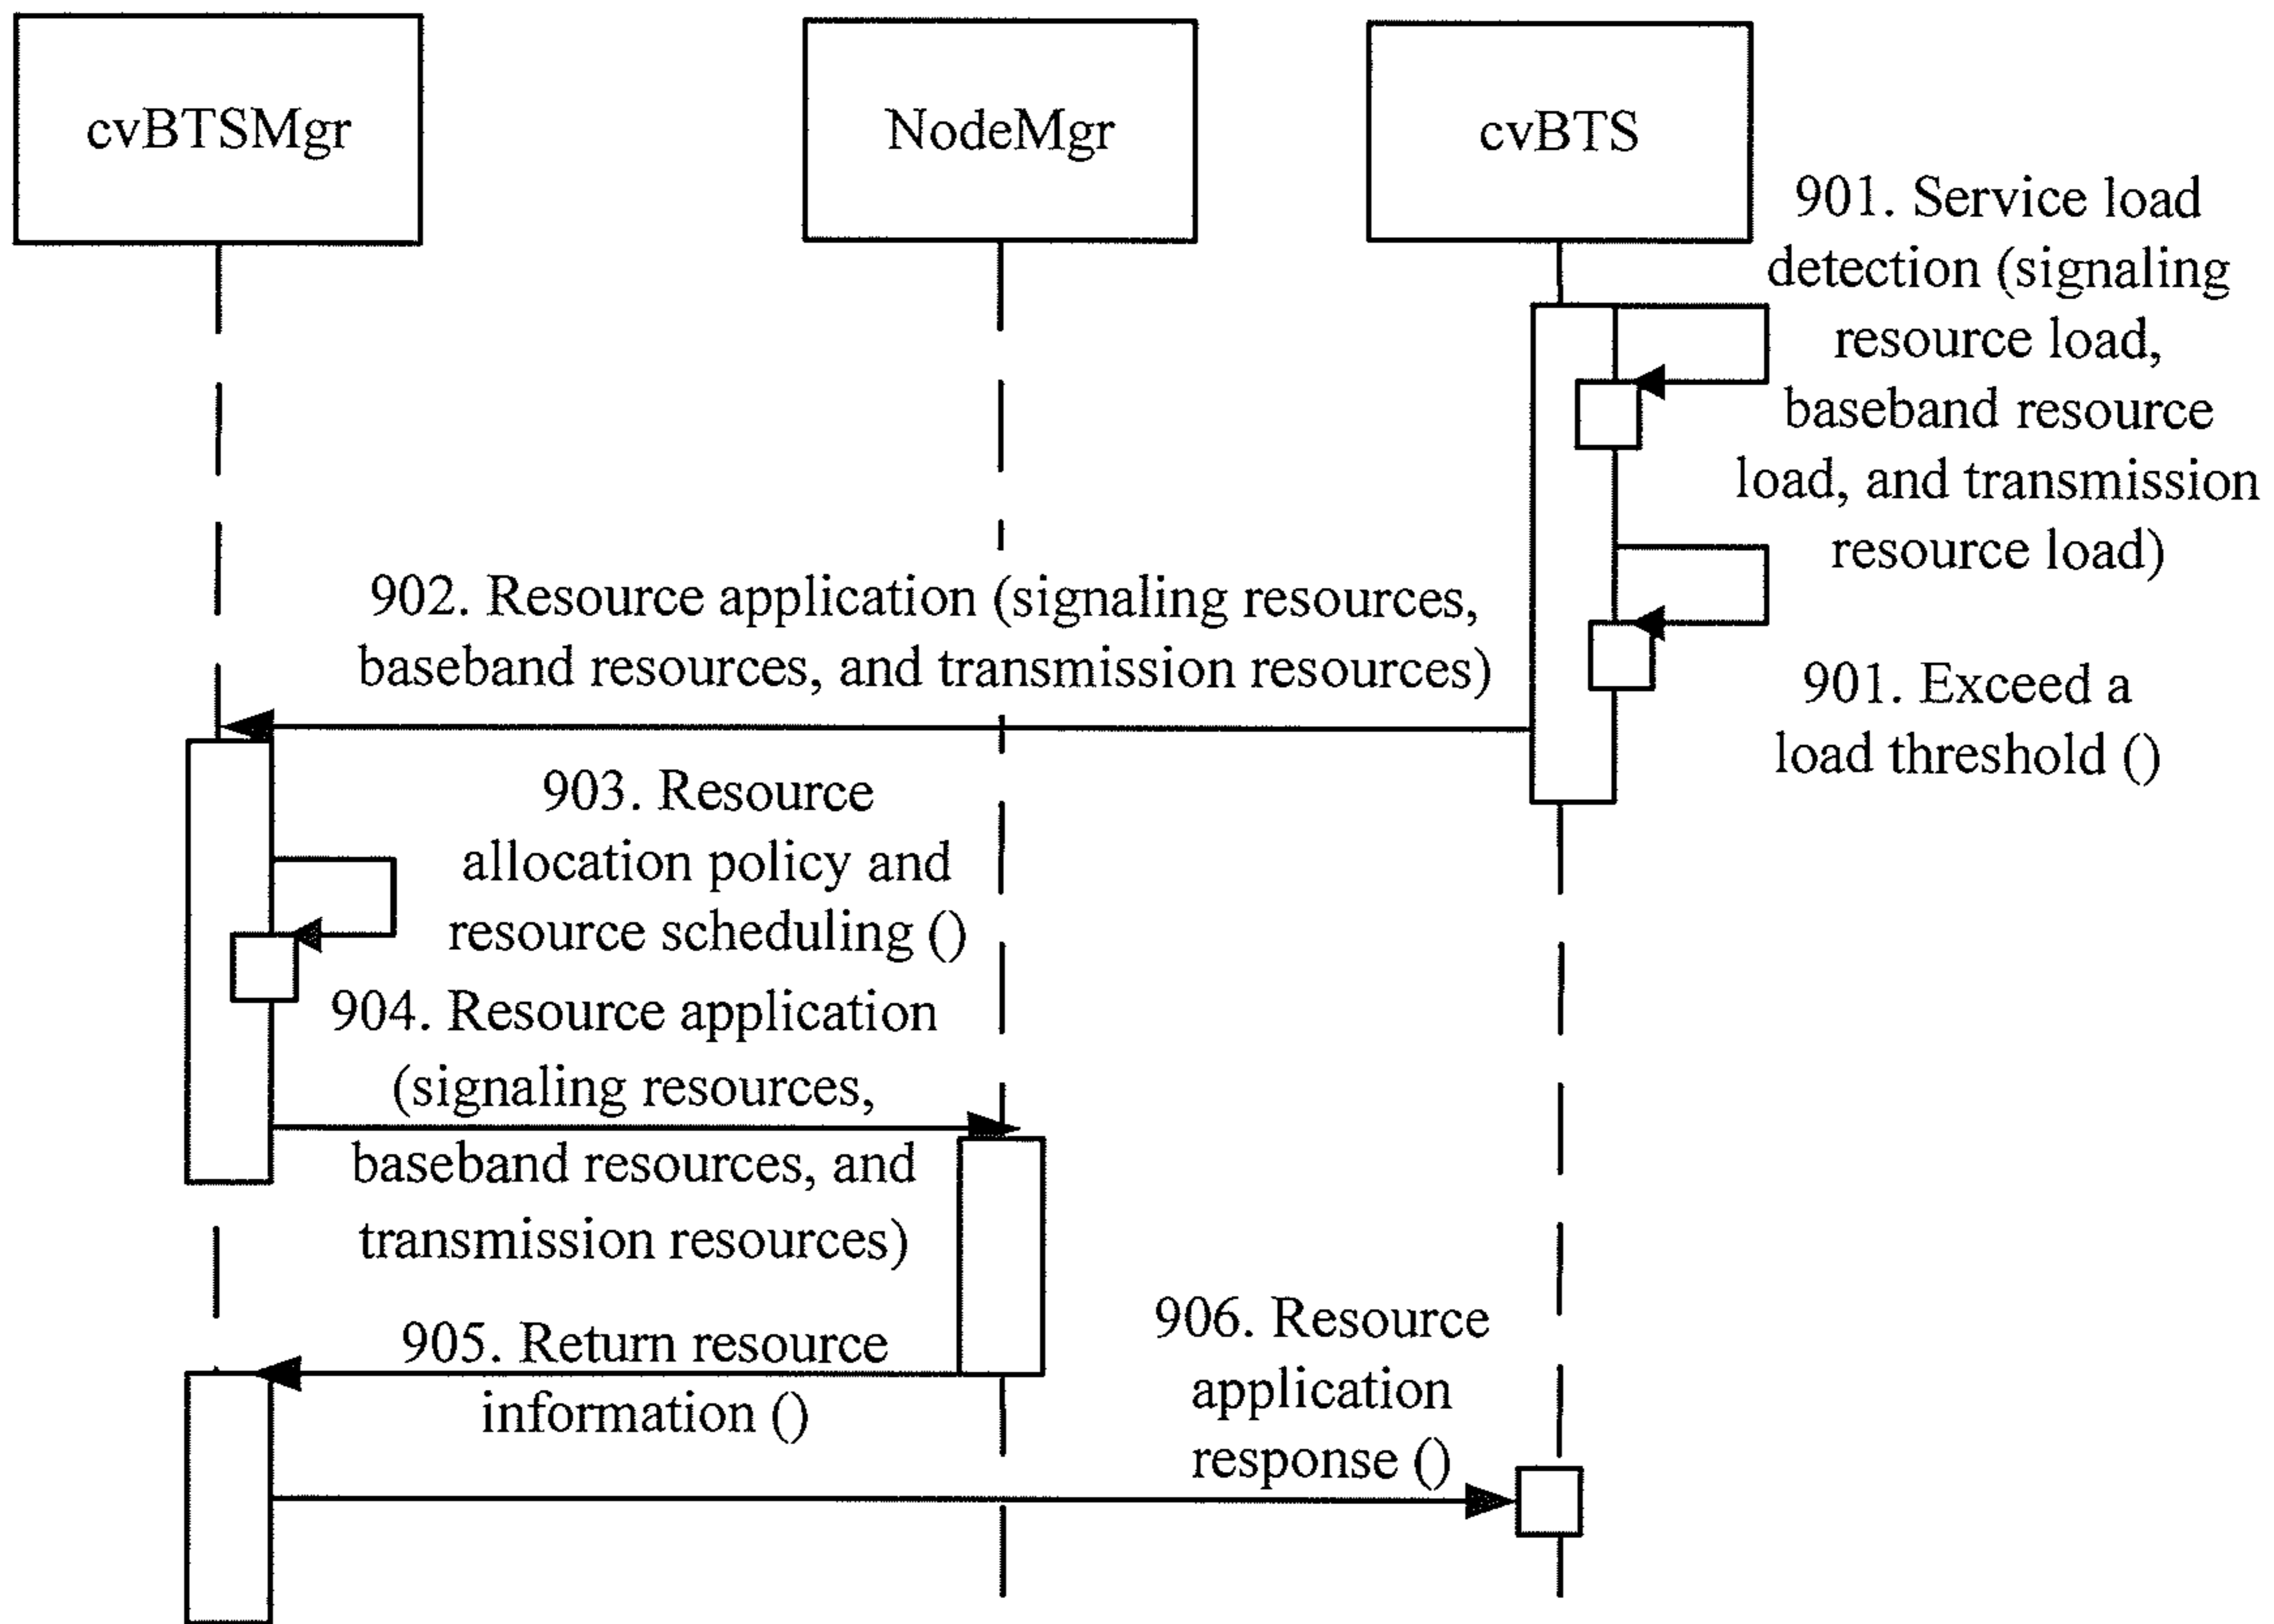 cvBTSMgr
NodeMgr
cvBTS
901. Service load
detection (signaling
resource load,
baseband resource
load, and transmission
resource load)
902. Resource application (signaling resources,
baseband resources, and transmission resources)
901. Exceed a
load threshold ()
903. Resource
allocation policy and
resource scheduling ()
904. Resource application
(signaling resources,
baseband resources, and
transmission resources)
905. Return resource
information ()
906. Resource
application
response ()